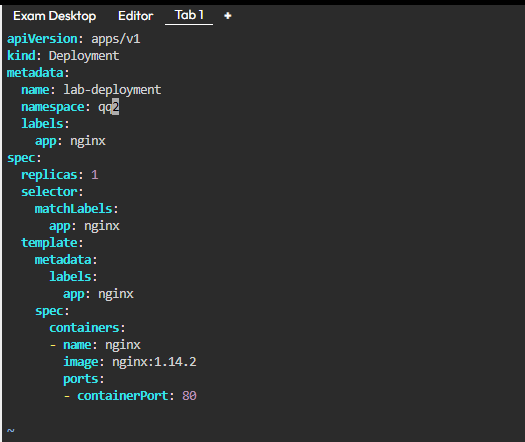 Exam Desktop Editor Tab 1 +
apiVersion: apps/v1
kind: Deployment
metadata:
  name: lab-deployment
  namespace: qq2
  labels:
    app: nginx
spec:
  replicas: 1
  selector:
    matchLabels:
      app: nginx
  template:
    metadata:
      labels:
        app: nginx
    spec:
      containers:
      - name: nginx
        image: nginx:1.14.2
        ports:
        - containerPort: 80
~